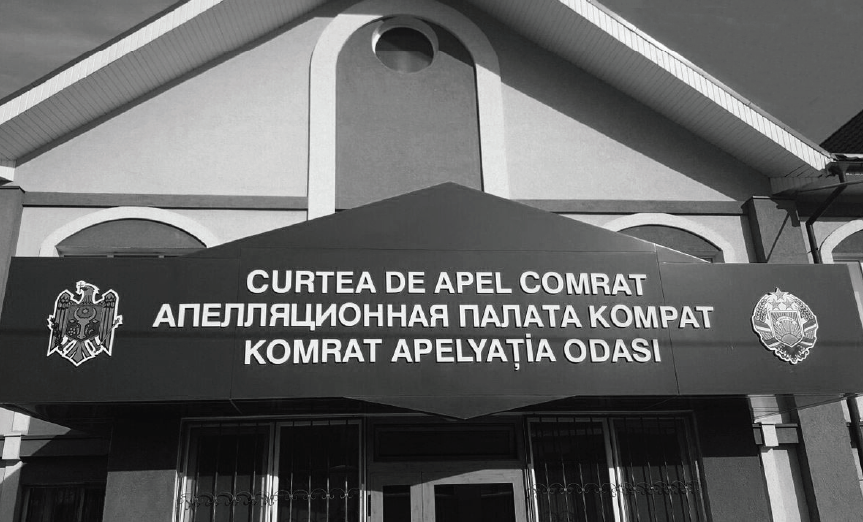 CURTEA DE APEL COMRAT
АПЕЛЛЯЦИОННАЯ ПАЛАТА КОМРАТ
KOMRAT APELYAȚİA ODASI